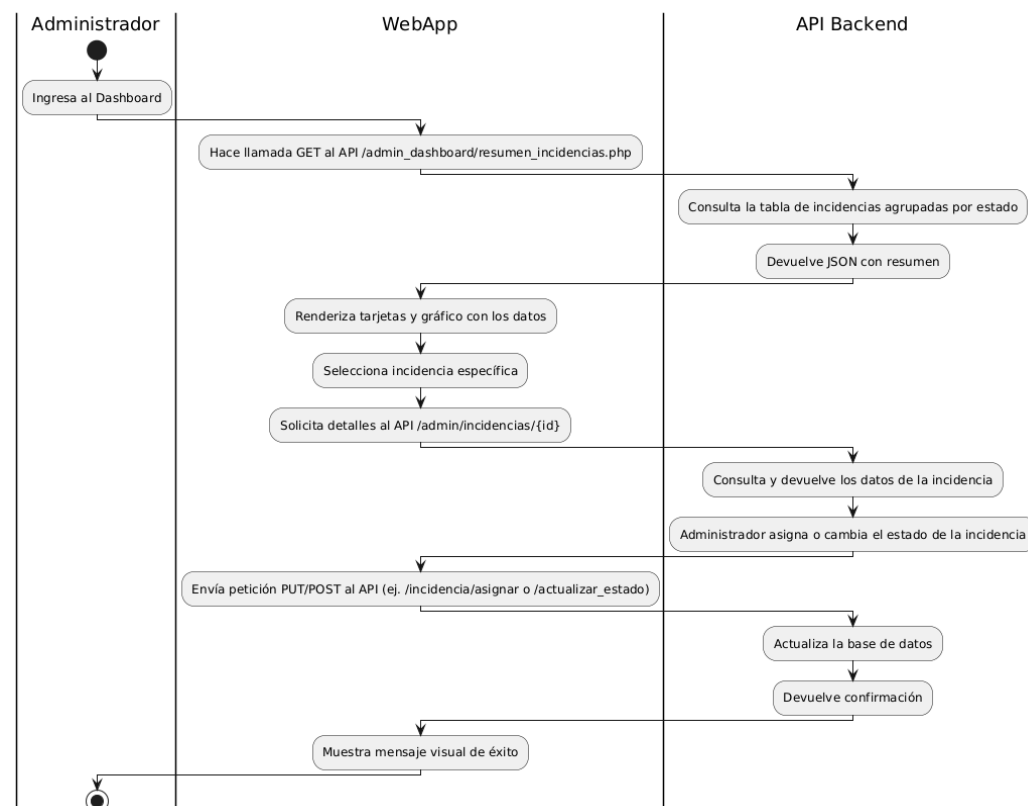 Administrador
WebApp
API Backend
Ingresa al Dashboard
Hace llamada GET al API /admin_dashboard/resumen_incidencias.php
Consulta la tabla de incidencias agrupadas por estado
Devuelve JSON con resumen
Renderiza tarjetas y gráfico con los datos
Selecciona incidencia específica
Solicita detalles al API /admin/incidencias/{id}
Consulta y devuelve los datos de la incidencia
Administrador asigna o cambia el estado de la incidencia
Envía petición PUT/POST al API (ej. /incidencia/asignar o /actualizar_estado)
Actualiza la base de datos
Devuelve confirmación
Muestra mensaje visual de éxito